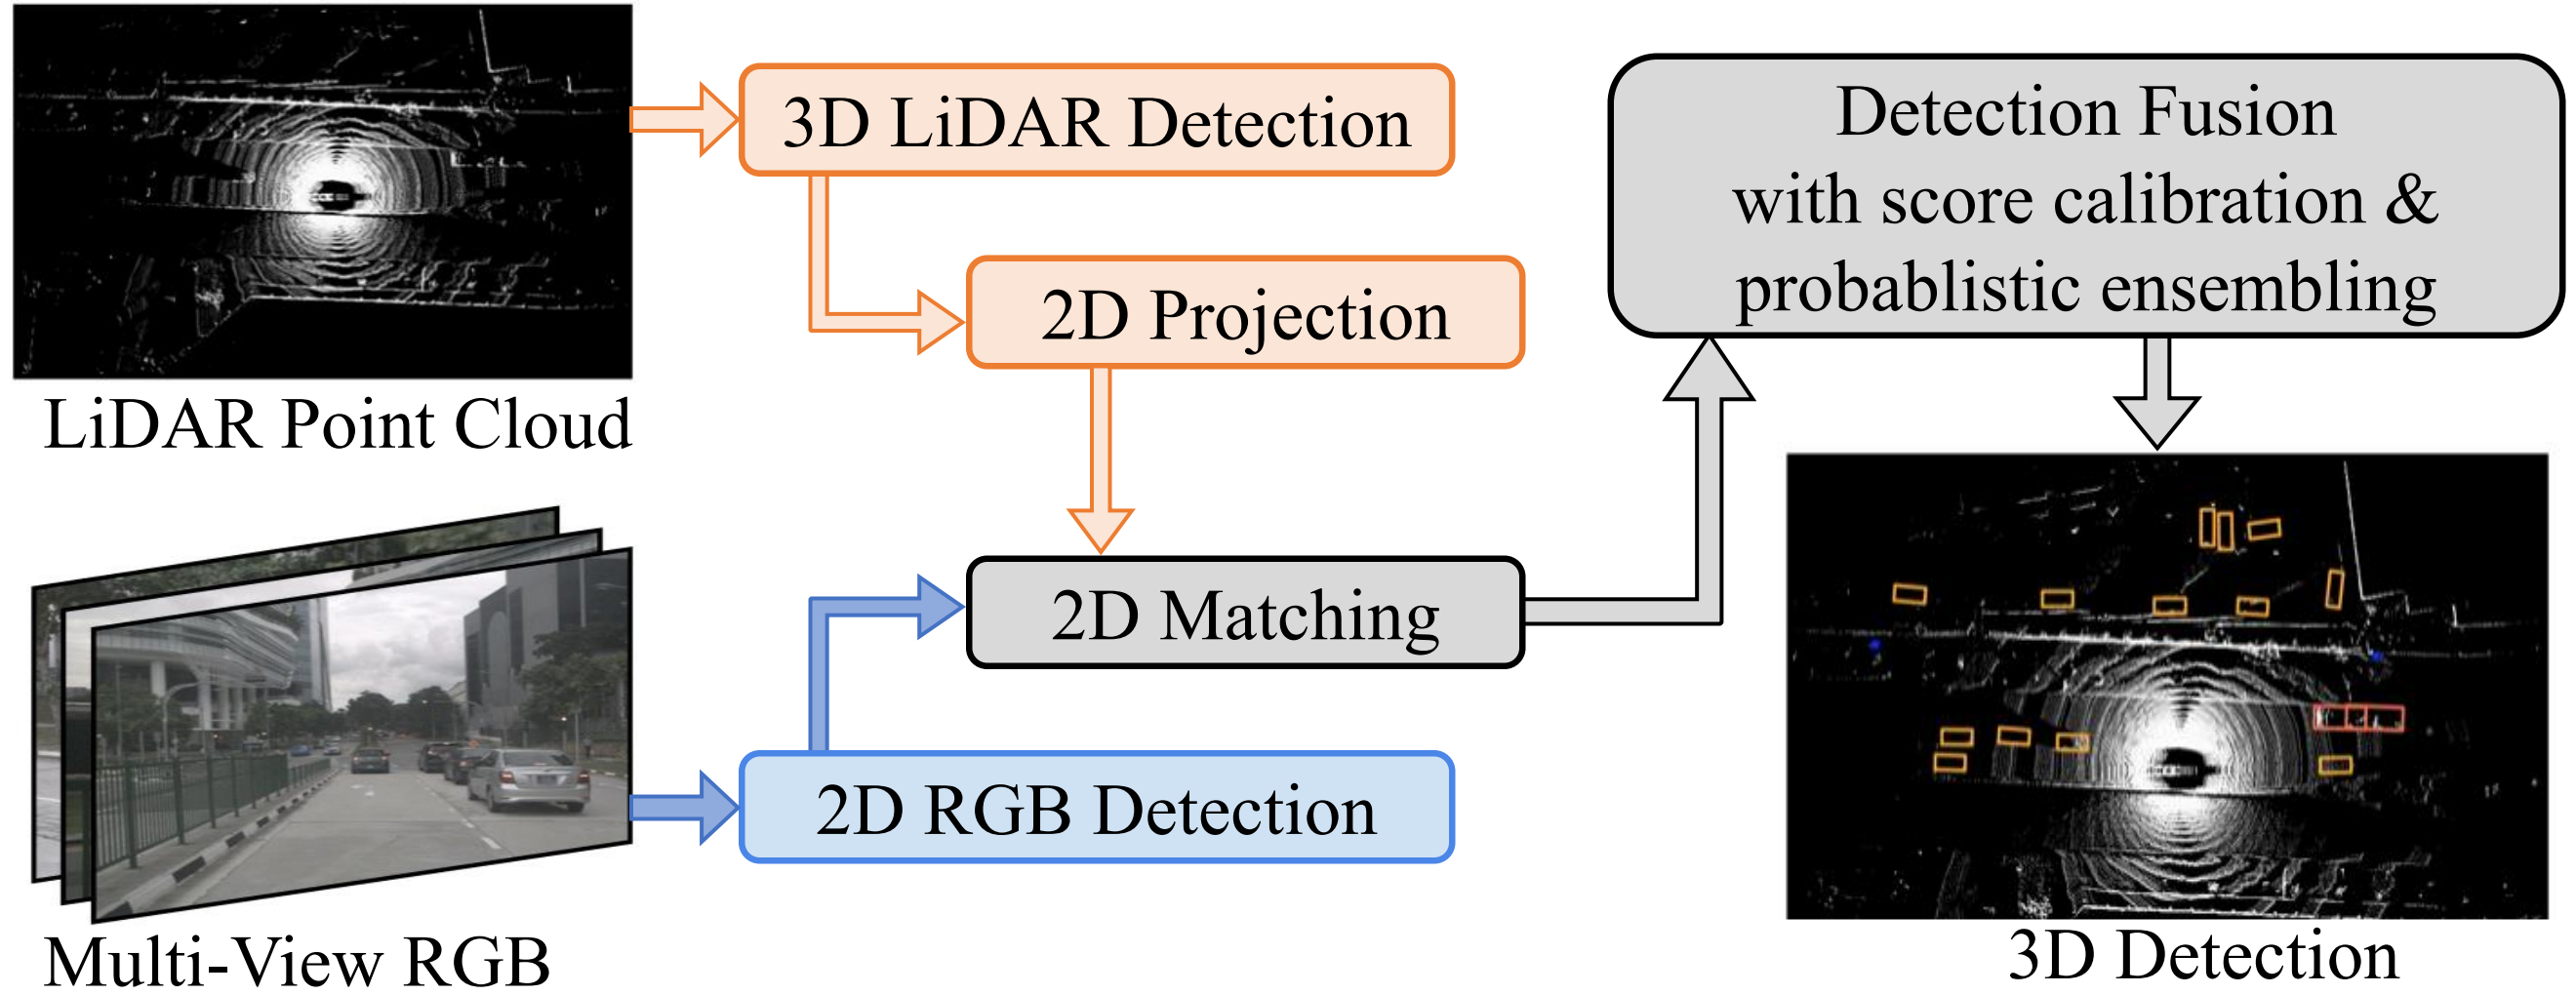 LiDAR Point Cloud
3D LiDAR Detection
2D Projection
2D Matching
2D RGB Detection
Multi-View RGB
Detection Fusion
with score calibration &
probablistic ensembling
3D Detection